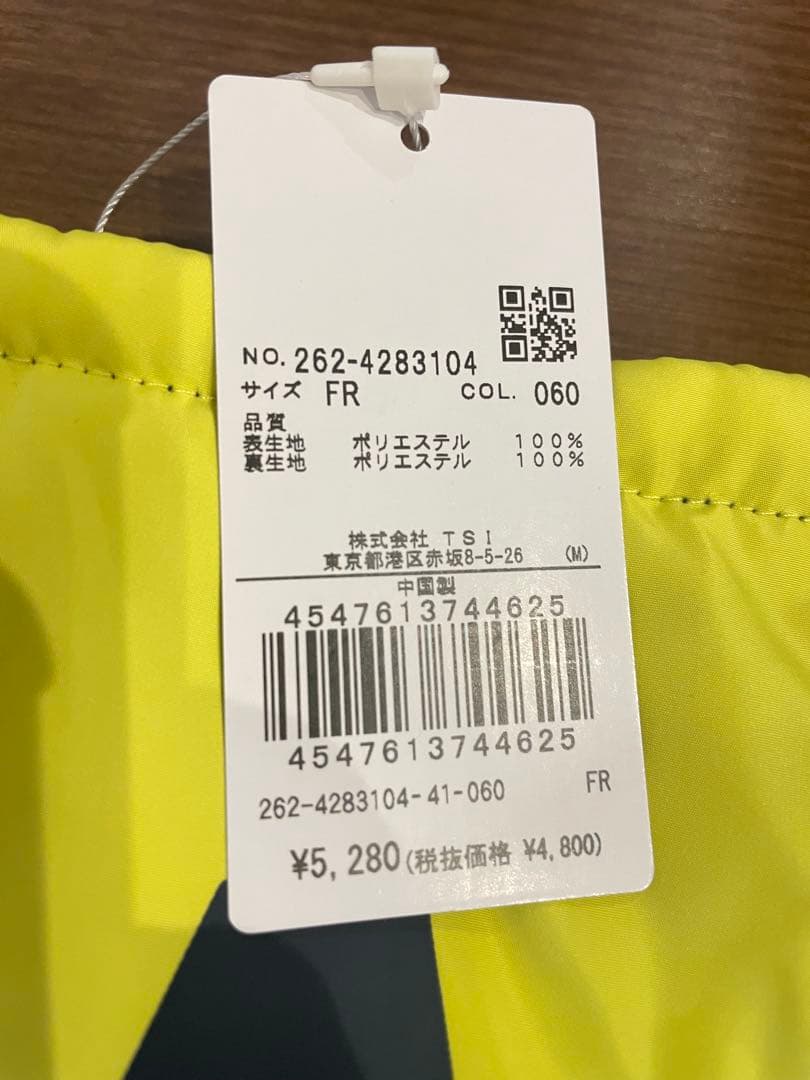 NO. 262-4283104
サイズ FR COL. 060
品質
表生地 ポリエステル 100%
裏生地 ポリエステル 100%
株式会社 TSI
東京都港区赤坂8-5-26 (M)
中国製
4547613744625
4547613744625
262-4283104-41-060 FR
¥5,280(税抜価格 ¥4,800)